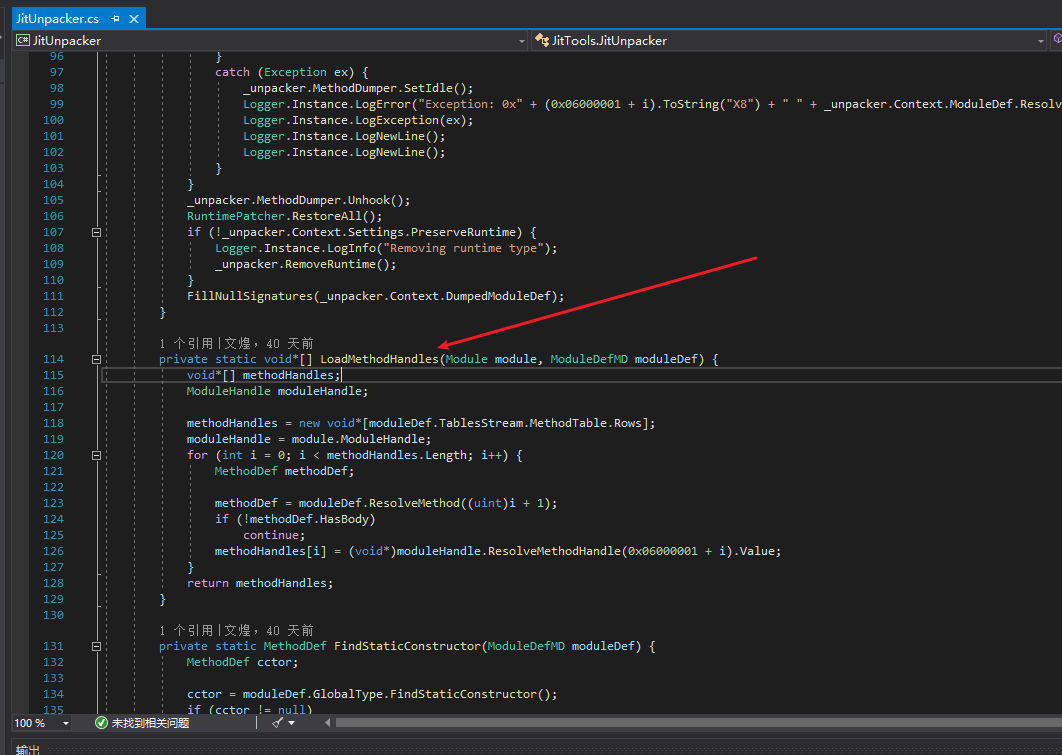 JitUnpacker.cs
C# JitUnpacker JitTools.JitUnpacker
96 }
97 catch (Exception ex) {
98 _unpacker.MethodDumper.SetIdle();
99 Logger.Instance.LogError("Exception: 0x" + (0x06000001 + i).ToString("X8") + " " + _unpacker.Context.ModuleDef.Resolv
100 Logger.Instance.LogException(ex);
101 Logger.Instance.LogNewLine();
102 Logger.Instance.LogNewLine();
103 }
104 }
105 _unpacker.MethodDumper.Unhook();
106 RuntimePatcher.RestoreAll();
107 if (!_unpacker.Context.Settings.PreserveRuntime) {
108 Logger.Instance.LogInfo("Removing runtime type");
109 _unpacker.RemoveRuntime();
110 }
111 FillNullSignatures(_unpacker.Context.DumpedModuleDef);
112 }
113
1 个引用|文煌，40 天前
114 private static void*[] LoadMethodHandles(Module module, ModuleDefMD moduleDef) {
115 void*[] methodHandles;
116 ModuleHandle moduleHandle;
117
118 methodHandles = new void*[moduleDef.TablesStream.MethodTable.Rows];
119 moduleHandle = module.ModuleHandle;
120 for (int i = 0; i < methodHandles.Length; i++) {
121 MethodDef methodDef;
122
123 methodDef = moduleDef.ResolveMethod((uint)i + 1);
124 if (!methodDef.HasBody)
125 continue;
126 methodHandles[i] = (void*)moduleHandle.ResolveMethodHandle(0x06000001 + i).Value;
127 }
128 return methodHandles;
129 }
130
1 个引用|文煌，40 天前
131 private static MethodDef FindStaticConstructor(ModuleDefMD moduleDef) {
132 MethodDef cctor;
133
134 cctor = moduleDef.GlobalType.FindStaticConstructor();
135 if (cctor != null)
100 % 未找到相关问题
输出